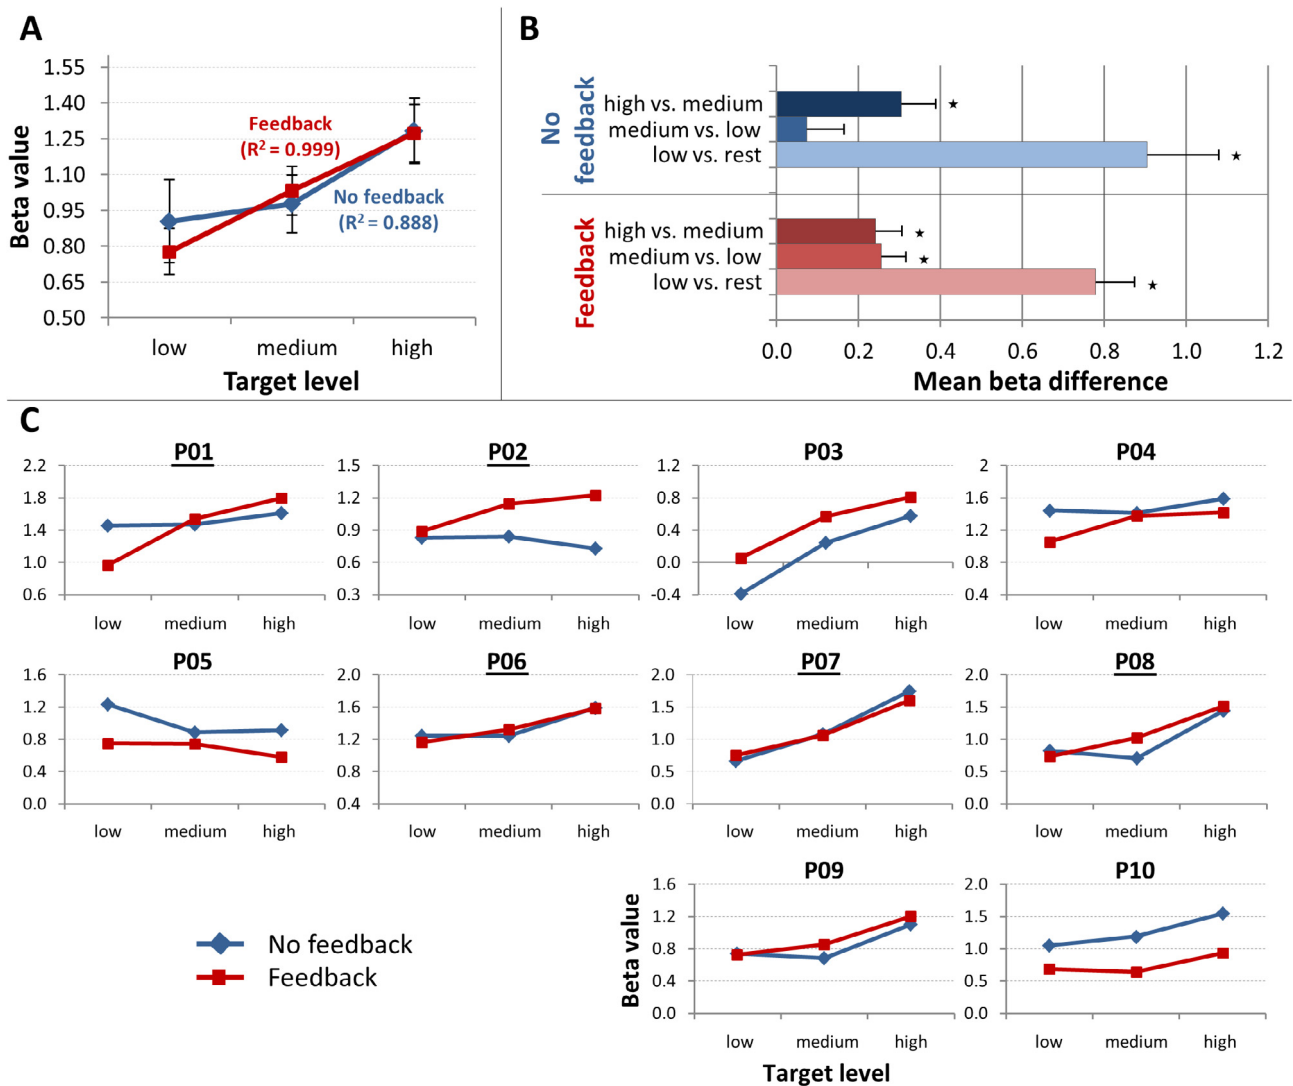 A
1.55
1.40
1.25
1.10
0.95
0.80
0.65
0.50
Beta value
Feedback
(R² = 0.999)
No feedback
(R² = 0.888)
low medium high
Target level
B
No feedback
high vs. medium
medium vs. low
low vs. rest
Feedback
high vs. medium
medium vs. low
low vs. rest
0.0 0.2 0.4 0.6 0.8 1.0 1.2
Mean beta difference
C
P01
2.2
1.8
1.4
1.0
0.6
low medium high
P02
1.5
1.2
0.9
0.6
0.3
low medium high
P03
1.2
0.8
0.4
0.0
-0.4
low medium high
P04
2
1.6
1.2
0.8
0.4
low medium high
P05
1.6
1.2
0.8
0.4
0.0
low medium high
P06
2.0
1.6
1.2
0.8
0.4
low medium high
P07
2.0
1.5
1.0
0.5
0.0
low medium high
P08
2.0
1.5
1.0
0.5
0.0
low medium high
No feedback
Feedback
P09
1.6
1.2
0.8
0.4
0.0
Beta value
low medium high
P10
2.0
1.5
1.0
0.5
0.0
low medium high
Target level